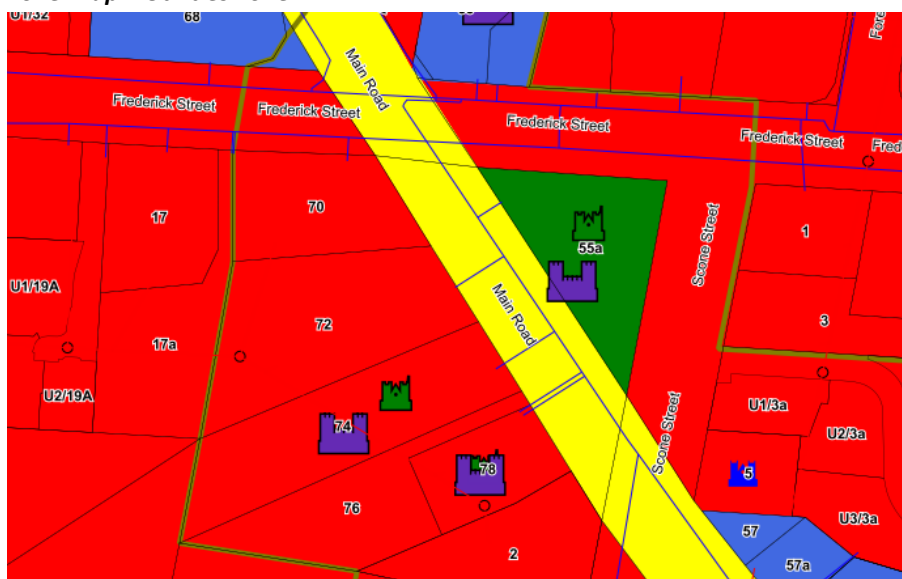 U1/32
68
Main Road
Frederick Street
Frederick Street
Frederick Street
Frederick Street
17
70
55a
Scone Street
1
U1/19A
Main Road
72
3
17a
U2/19A
U1/3a
74
Scone Street
U2/3a
78
5
76
U3/3a
57
2
57a